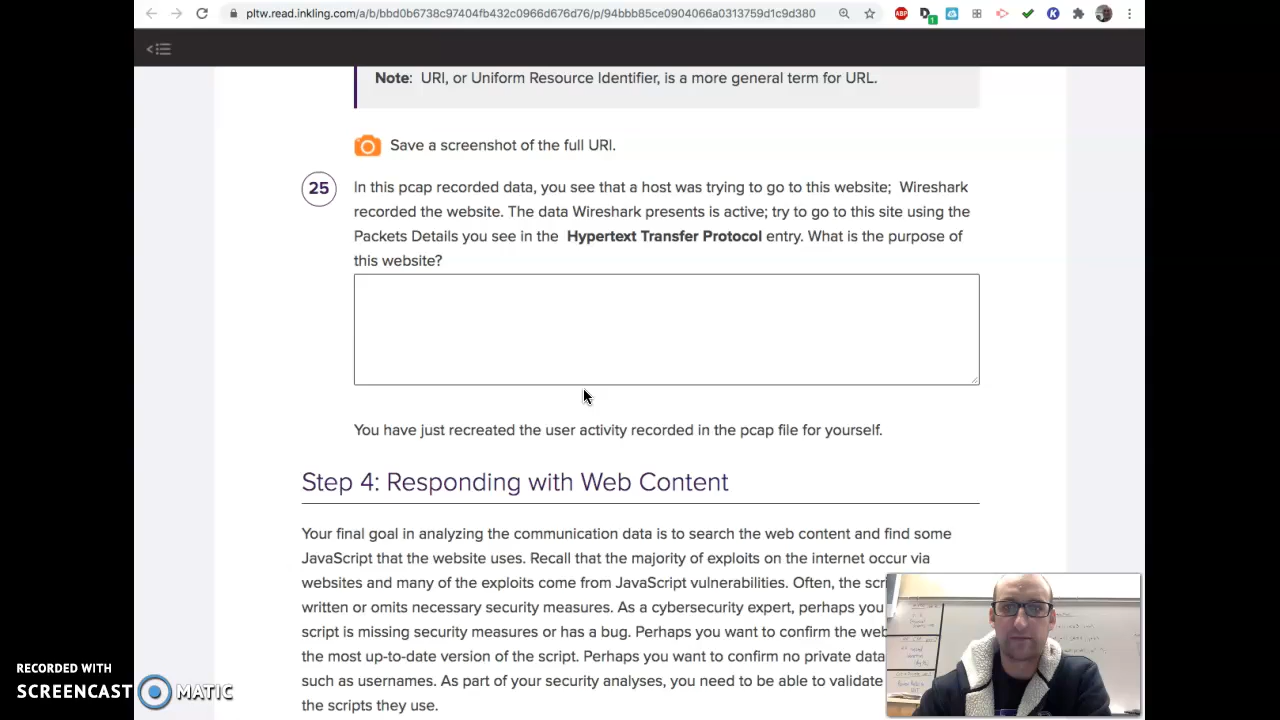 pltw.read.inkling.com/a/b/bbd0b6738c97404fb432c0966d676d76/p/94bbb85ce0904066a0313759d1c9d380
Note: URI, or Uniform Resource Identifier, is a more general term for URL.
Save a screenshot of the full URI.
25
In this pcap recorded data, you see that a host was trying to go to this website; Wireshark
recorded the website. The data Wireshark presents is active; try to go to this site using the
Packets Details you see in the Hypertext Transfer Protocol entry. What is the purpose of
this website?
You have just recreated the user activity recorded in the pcap file for yourself.
Step 4: Responding with Web Content
Your final goal in analyzing the communication data is to search the web content and find some
JavaScript that the website uses. Recall that the majority of exploits on the internet occur via
websites and many of the exploits come from JavaScript vulnerabilities. Often, the scri
written or omits necessary security measures. As a cybersecurity expert, perhaps you
script is missing security measures or has a bug. Perhaps you want to confirm the web
the most up-to-date version of the script. Perhaps you want to confirm no private data
such as usernames. As part of your security analyses, you need to be able to validate
the scripts they use.
ABP
1
K
RECORDED WITH
SCREENCAST MATIC